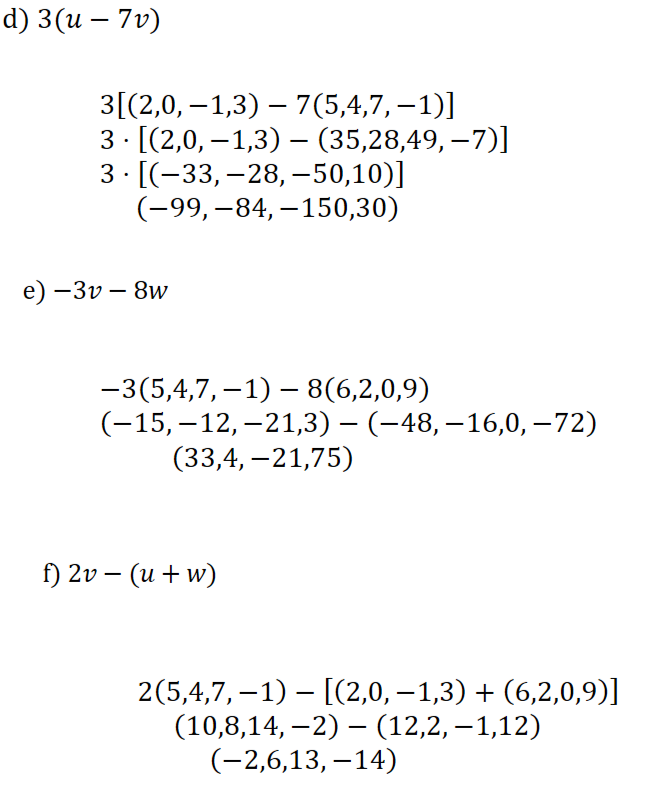 d) 3(u − 7v)
3[(2,0, −1,3) − 7(5,4,7, −1)]
3 · [(2,0, −1,3) − (35,28,49, −7)]
3 · [(−33, −28, −50,10)]
(−99, −84, −150,30)
e) −3v − 8w
−3(5,4,7, −1) − 8(6,2,0,9)
(−15, −12, −21,3) − (−48, −16,0, −72)
(33,4, −21,75)
f) 2v − (u + w)
2(5,4,7, −1) − [(2,0, −1,3) + (6,2,0,9)]
(10,8,14, −2) − (12,2, −1,12)
(−2,6,13, −14)